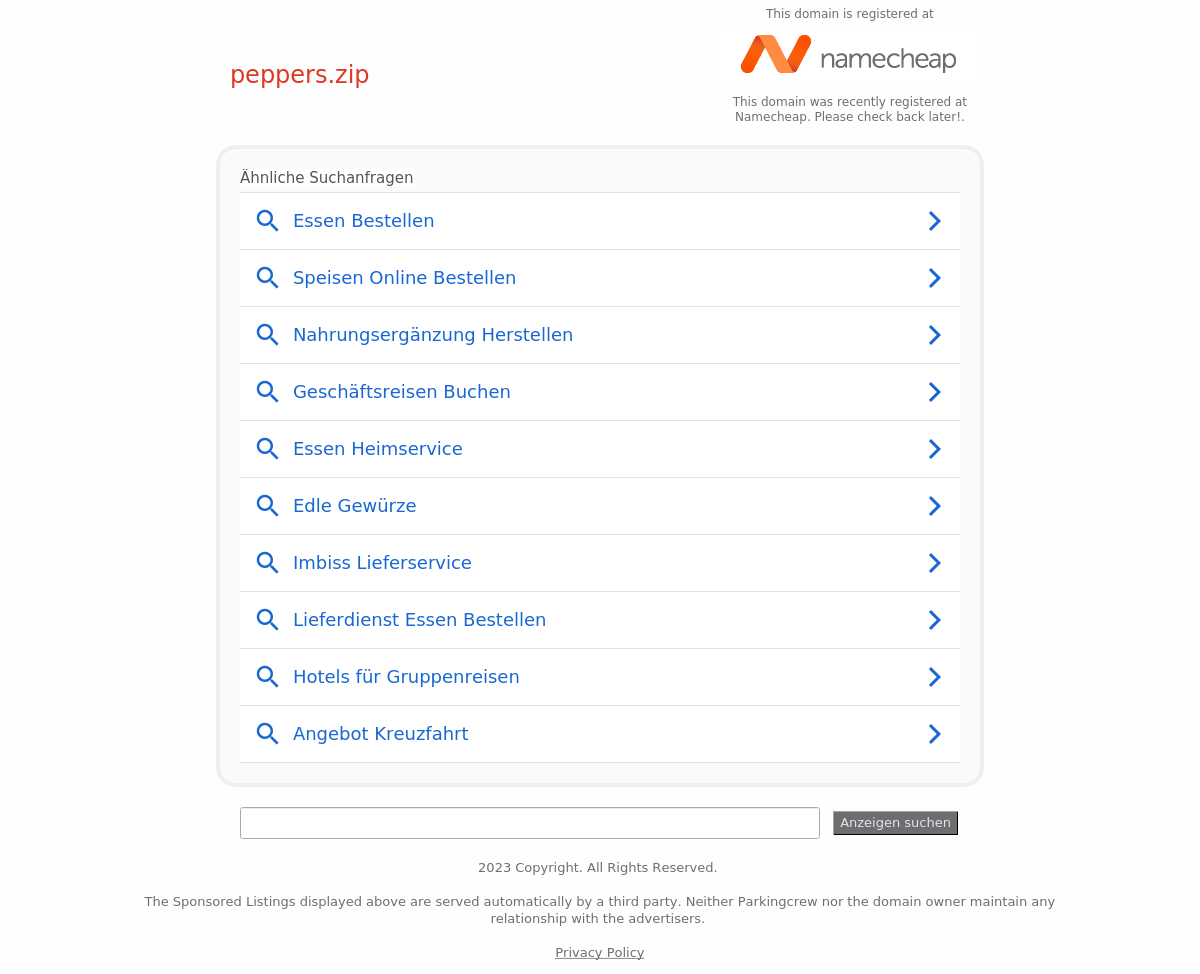 This domain is registered at
namecheap
peppers.zip
This domain was recently registered at
Namecheap. Please check back later!.
Ähnliche Suchanfragen
Essen Bestellen
Speisen Online Bestellen
Nahrungsergänzung Herstellen
Geschäftsreisen Buchen
Essen Heimservice
Edle Gewürze
Imbiss Lieferservice
Lieferdienst Essen Bestellen
Hotels für Gruppenreisen
Angebot Kreuzfahrt
Anzeigen suchen
2023 Copyright. All Rights Reserved.
The Sponsored Listings displayed above are served automatically by a third party. Neither Parkingcrew nor the domain owner maintain any
relationship with the advertisers.
Privacy Policy